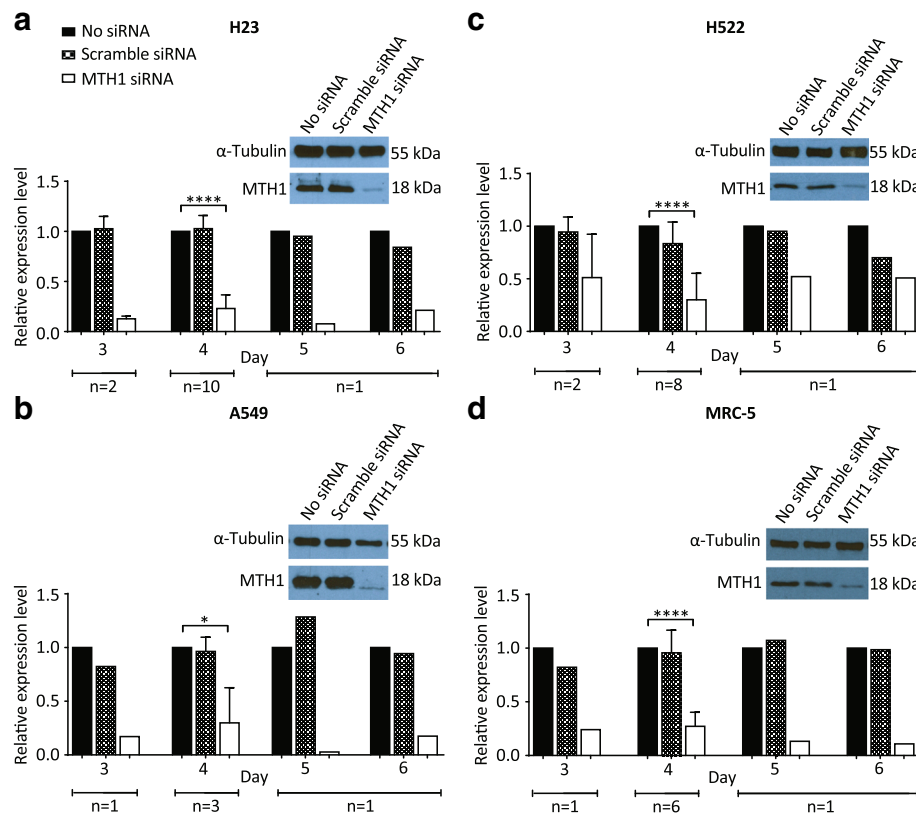 a
H23
No siRNA
Scramble siRNA
MTH1 siRNA
No siRNA
Scramble siRNA
MTH1 siRNA
α-Tubulin
55 kDa
MTH1
18 kDa
Relative expression level
1.5
1.0
0.5
0.0
****
3
4
5
6
Day
n=2
n=10
n=1
c
H522
No siRNA
Scramble siRNA
MTH1 siRNA
α-Tubulin
55 kDa
MTH1
18 kDa
Relative expression level
1.5
1.0
0.5
0.0
****
3
4
5
6
Day
n=2
n=8
n=1
b
A549
No siRNA
Scramble siRNA
MTH1 siRNA
α-Tubulin
55 kDa
MTH1
18 kDa
Relative expression level
1.5
1.0
0.5
0.0
*
3
4
5
6
Day
n=1
n=3
n=1
d
MRC-5
No siRNA
Scramble siRNA
MTH1 siRNA
α-Tubulin
55 kDa
MTH1
18 kDa
Relative expression level
1.5
1.0
0.5
0.0
****
3
4
5
6
Day
n=1
n=6
n=1